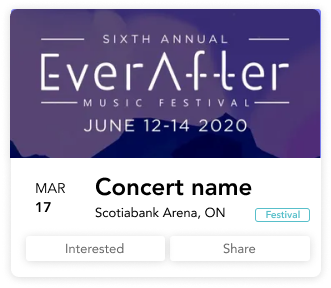 SIXTH ANNUAL
EverAfter
MUSIC FESTIVAL
JUNE 12-14 2020
MAR
17
Concert name
Scotiabank Arena, ON
Festival
Interested
Share